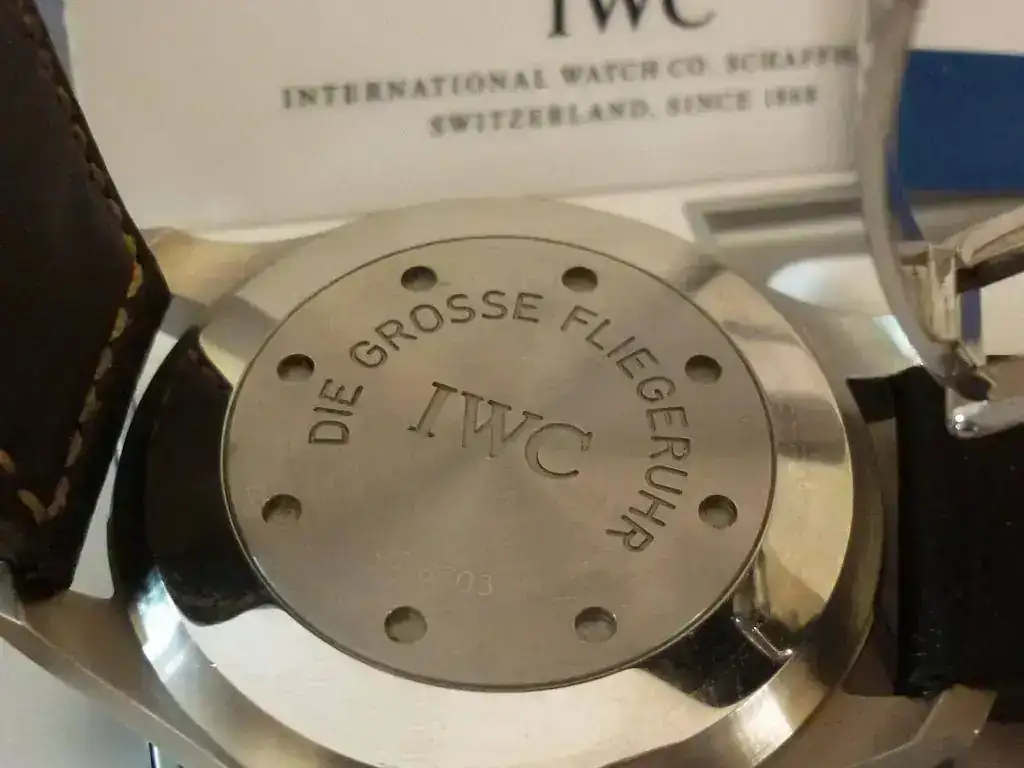 IWC
INTERNATIONAL WATCH CO. SCHAFFH
SWITZERLAND, SINCE 1868
DIE GROSSE FLIEGERUHR
IWC